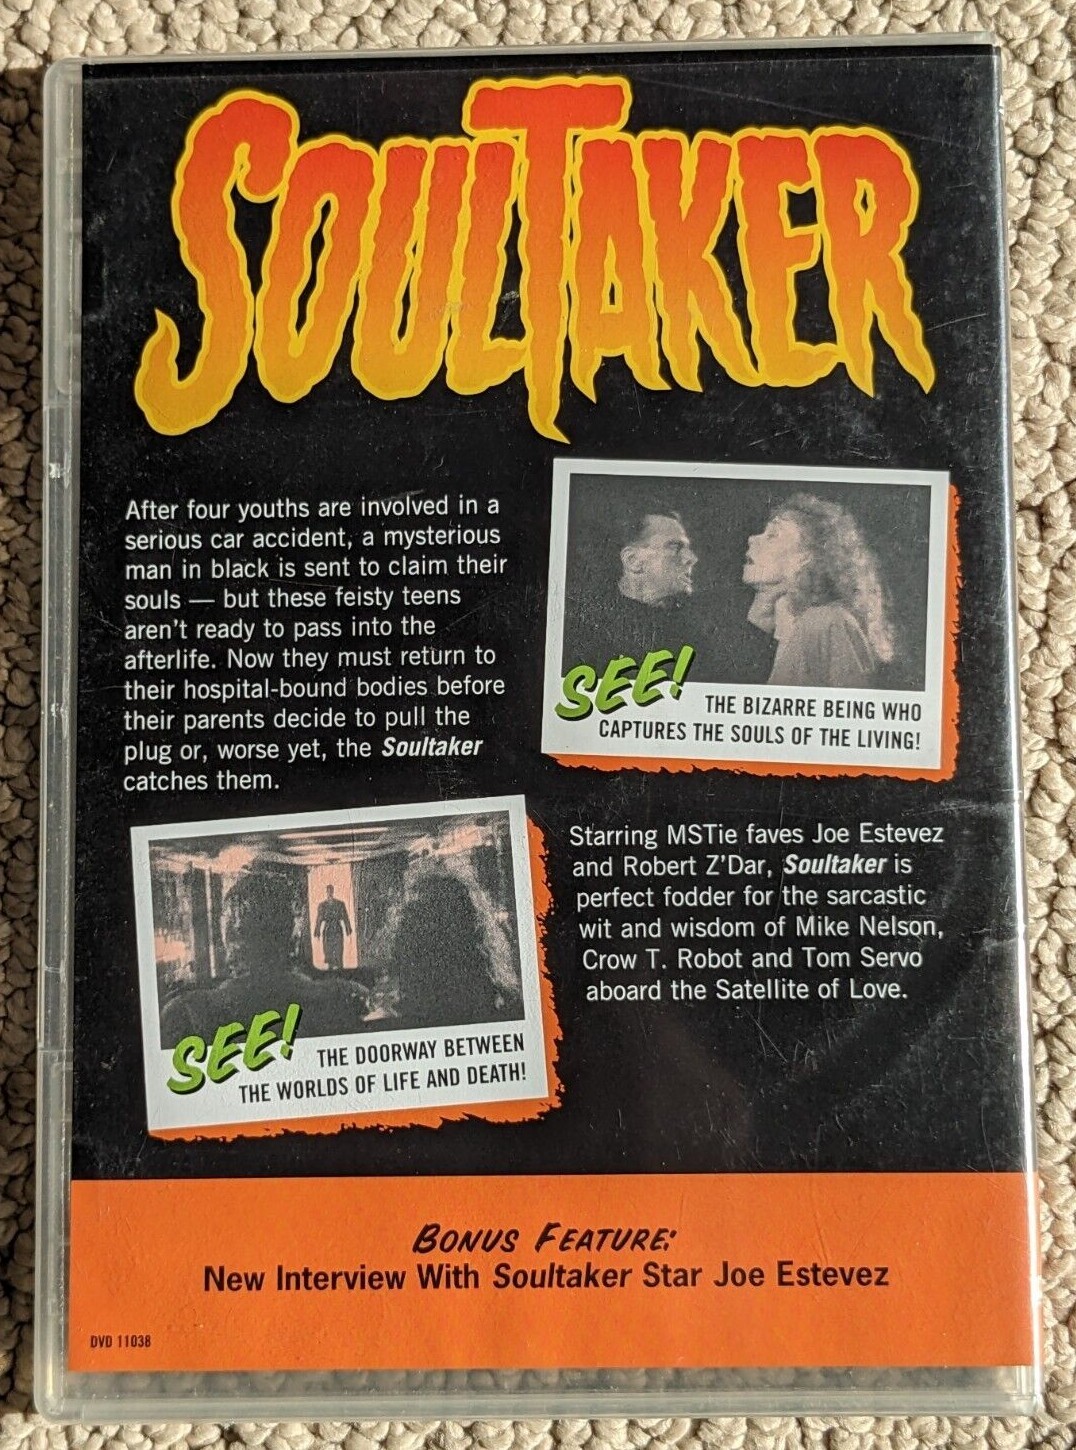 SOULTAKER
After four youths are involved in a
serious car accident, a mysterious
man in black is sent to claim their
souls — but these feisty teens
aren't ready to pass into the
afterlife. Now they must return to
their hospital-bound bodies before
their parents decide to pull the
plug or, worse yet, the Soultaker
catches them.
SEE! THE BIZARRE BEING WHO
CAPTURES THE SOULS OF THE LIVING!
SEE! THE DOORWAY BETWEEN
THE WORLDS OF LIFE AND DEATH!
Starring MSTie faves Joe Estevez
and Robert Z'Dar, Soultaker is
perfect fodder for the sarcastic
wit and wisdom of Mike Nelson,
Crow T. Robot and Tom Servo
aboard the Satellite of Love.
BONUS FEATURE:
New Interview With Soultaker Star Joe Estevez
DVD 11038